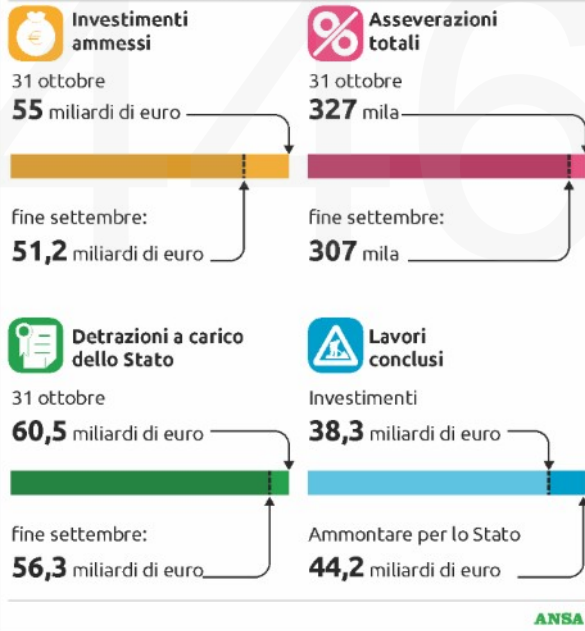 Investimenti
ammessi
31 ottobre
55 miliardi di euro
fine settembre:
51,2 miliardi di euro
Asseverazioni
totali
31 ottobre
327 mila
fine settembre:
307 mila
Detrazioni a carico
dello Stato
31 ottobre
60,5 miliardi di euro
fine settembre:
56,3 miliardi di euro
Lavori
conclusi
Investimenti
38,3 miliardi di euro
Ammontare per lo Stato
44,2 miliardi di euro
ANSA